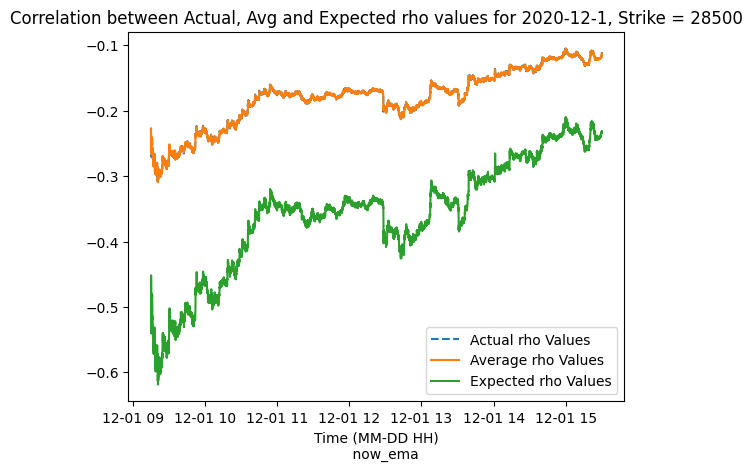 Correlation between Actual, Avg and Expected rho values for 2020-12-1, Strike = 28500
−0.1
−0.2
−0.3
−0.4
−0.5
−0.6
Actual rho Values
Average rho Values
Expected rho Values
12-01 09 12-01 10 12-01 11 12-01 12 12-01 13 12-01 14 12-01 15
Time (MM-DD HH)
now_ema